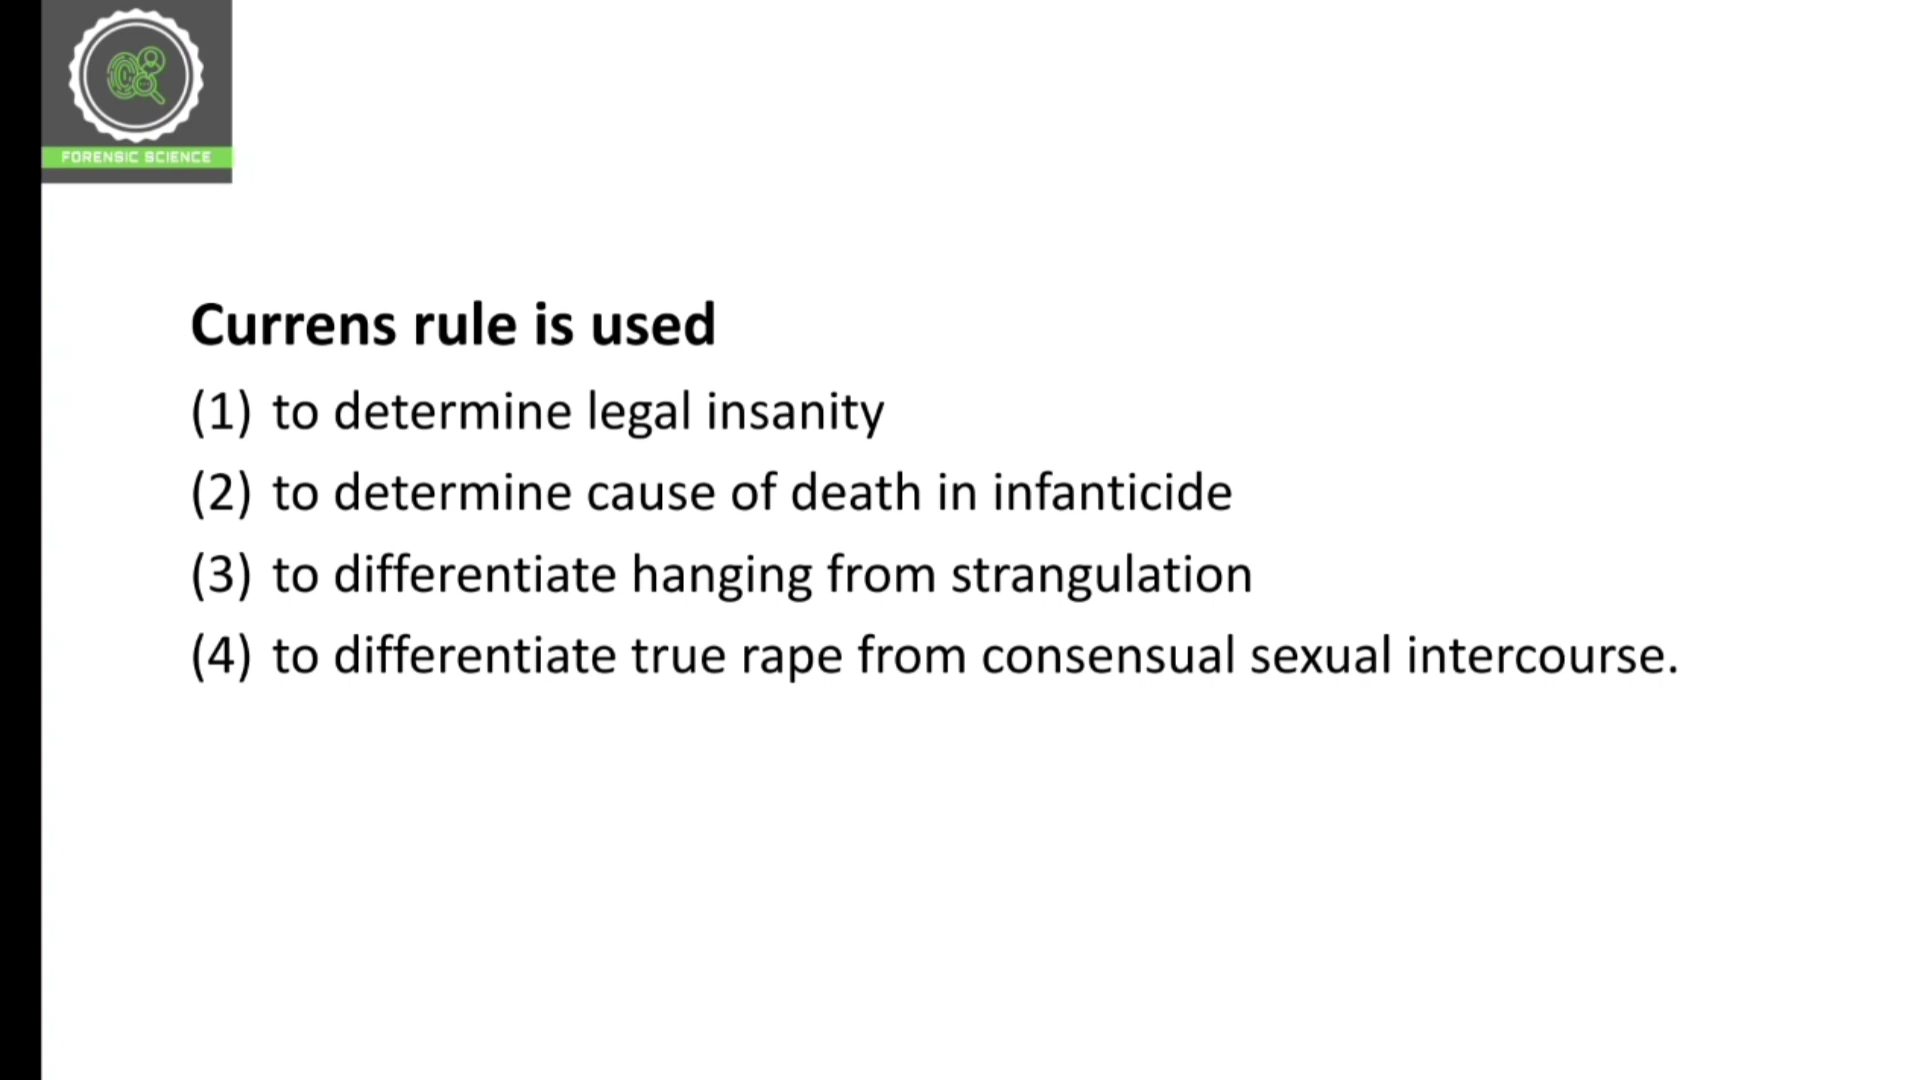 FORENSIC SCIENCE
Currens rule is used
(1) to determine legal insanity
(2) to determine cause of death in infanticide
(3) to differentiate hanging from strangulation
(4) to differentiate true rape from consensual sexual intercourse.